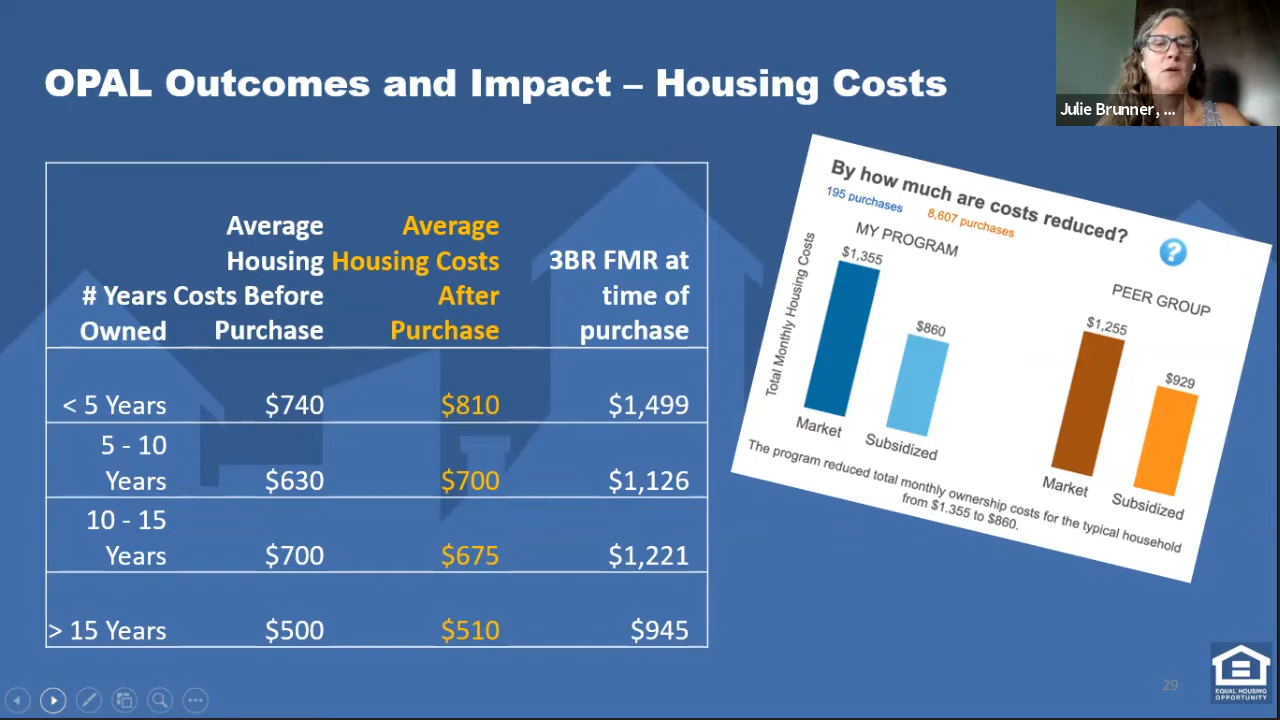 OPAL Outcomes and Impact – Housing Costs
Julie Brunner, ...
# Years
Owned
Average
Housing
Costs Before
Purchase
Average
Housing Costs
After
Purchase
3BR FMR at
time of
purchase
< 5 Years $740 $810 $1,499
5 - 10
Years $630 $700 $1,126
10 - 15
Years $700 $675 $1,221
> 15 Years $500 $510 $945
By how much are costs reduced?
195 purchases 8,607 purchases
?
MY PROGRAM
PEER GROUP
Total Monthly Housing Costs
$1,355
$860
$1,255
$929
Market
Subsidized
Market
Subsidized
The program reduced total monthly ownership costs for the typical household
from $1.355 to $860.
29
EQUAL HOUSING
OPPORTUNITY